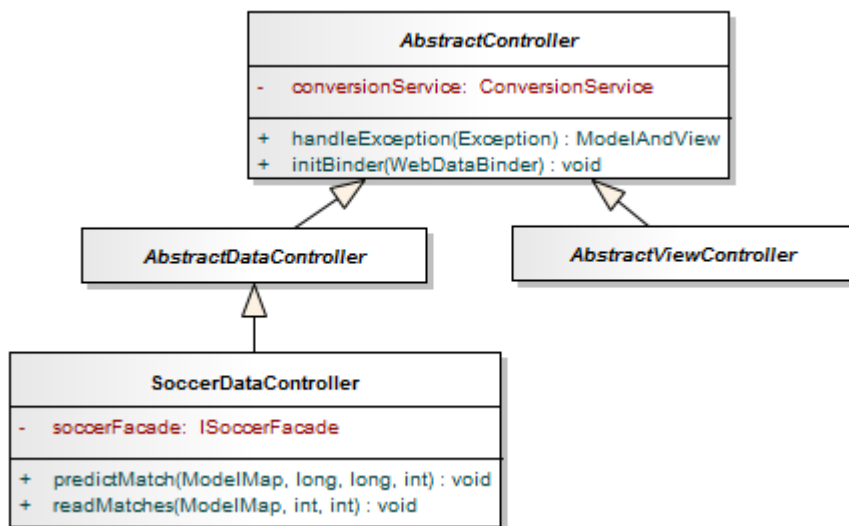 AbstractController
- conversionService: ConversionService
+ handleException(Exception) : ModelAndView
+ initBinder(WebDataBinder) : void
AbstractDataController
AbstractViewController
SoccerDataController
- soccerFacade: ISoccerFacade
+ predictMatch(ModelMap, long, long, int) : void
+ readMatches(ModelMap, int, int) : void